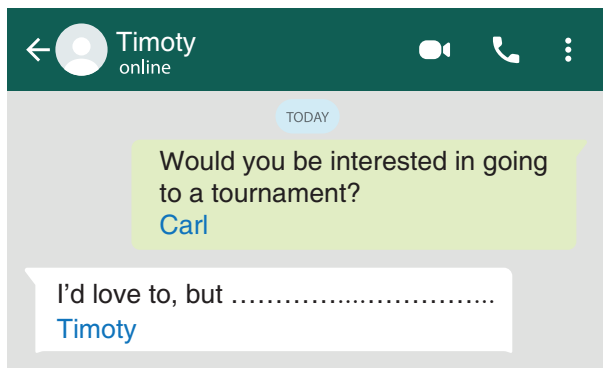 Timoty
online
TODAY
Would you be interested in going
to a tournament?
Carl
I'd love to, but …………...……………..
Timoty